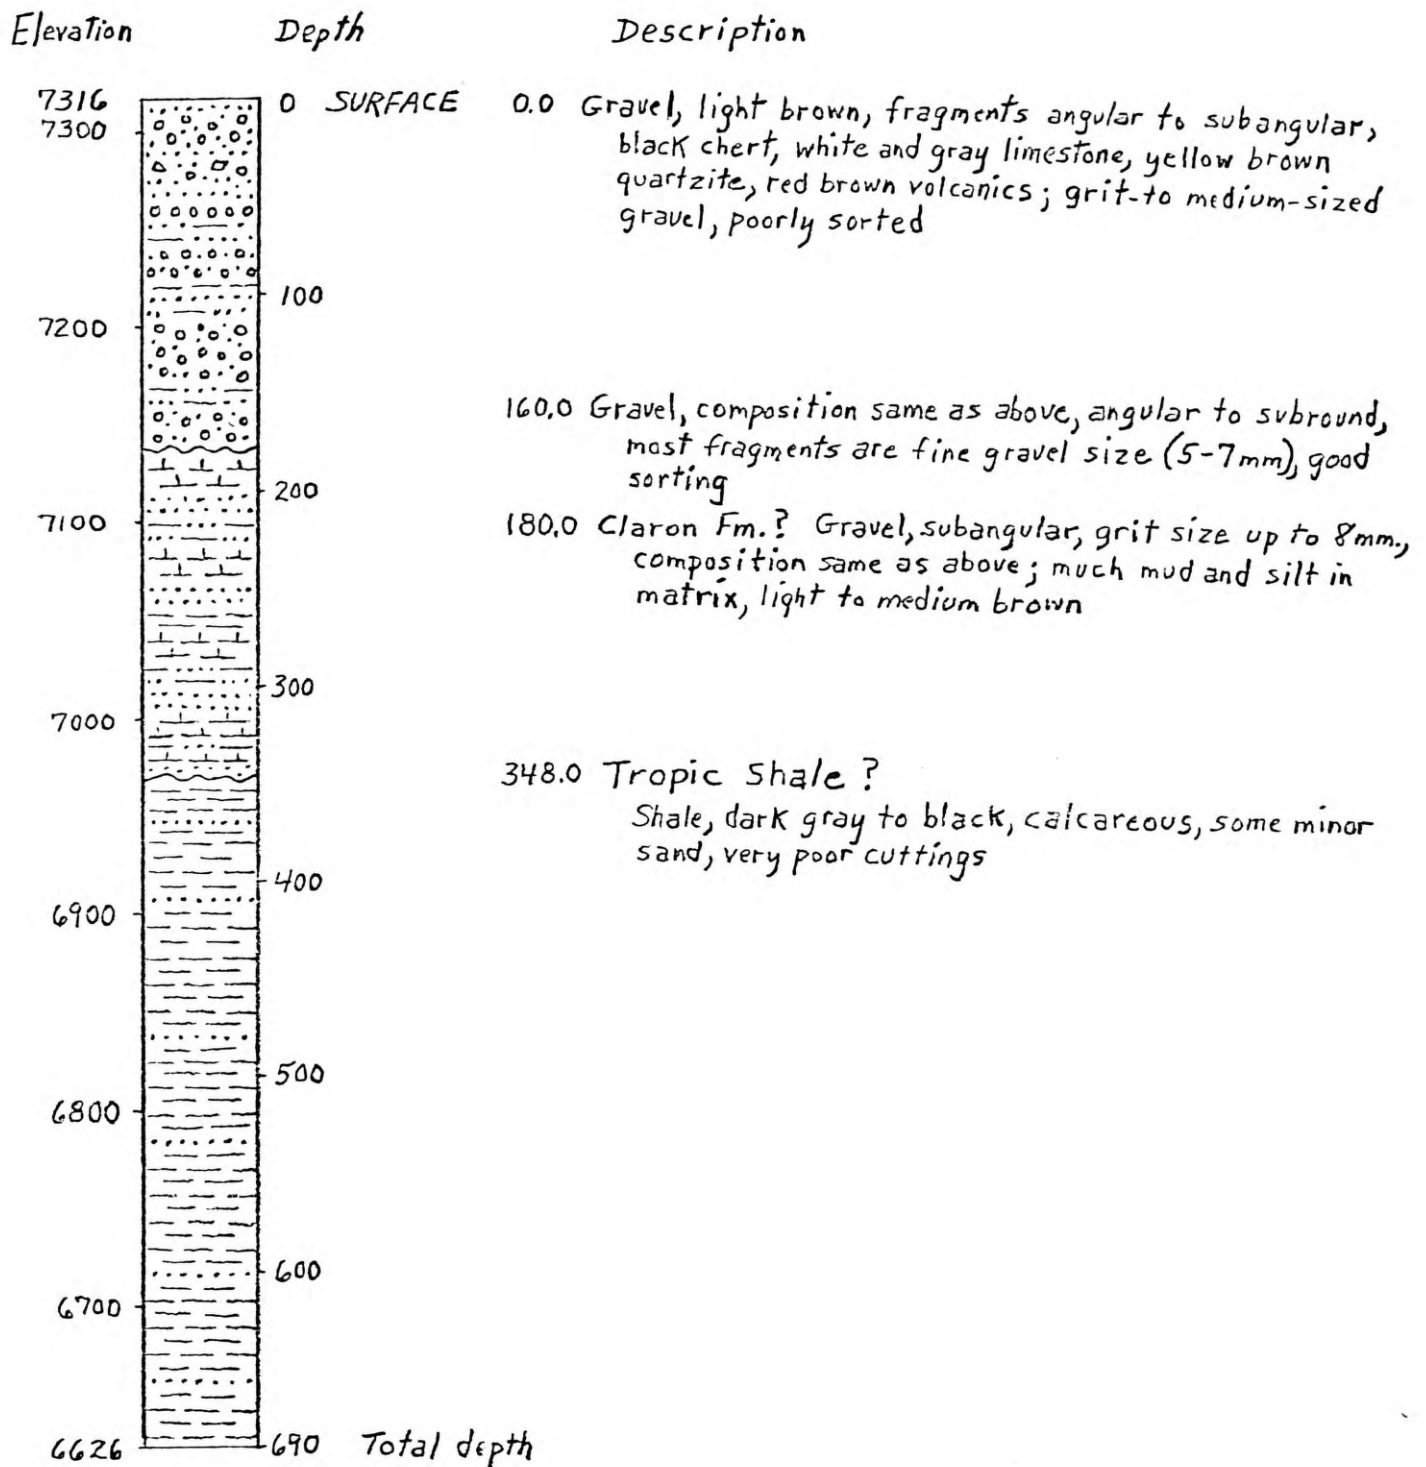 Elevation Depth Description
7316 0 SURFACE 0.0 Gravel, light brown, fragments angular to subangular,
7300 black chert, white and gray limestone, yellow brown
quartzite, red brown volcanics; grit-to medium-sized
gravel, poorly sorted
100
7200
160.0 Gravel, composition same as above, angular to subround,
most fragments are fine gravel size (5-7mm), good
sorting
200
7100 180.0 Claron Fm.? Gravel, subangular, grit size up to 8mm.,
composition same as above; much mud and silt in
matrix, light to medium brown
300
7000
348.0 Tropic Shale ?
Shale, dark gray to black, calcareous, some minor
sand, very poor cuttings
400
6900
500
6800
600
6700
6626 690 Total depth